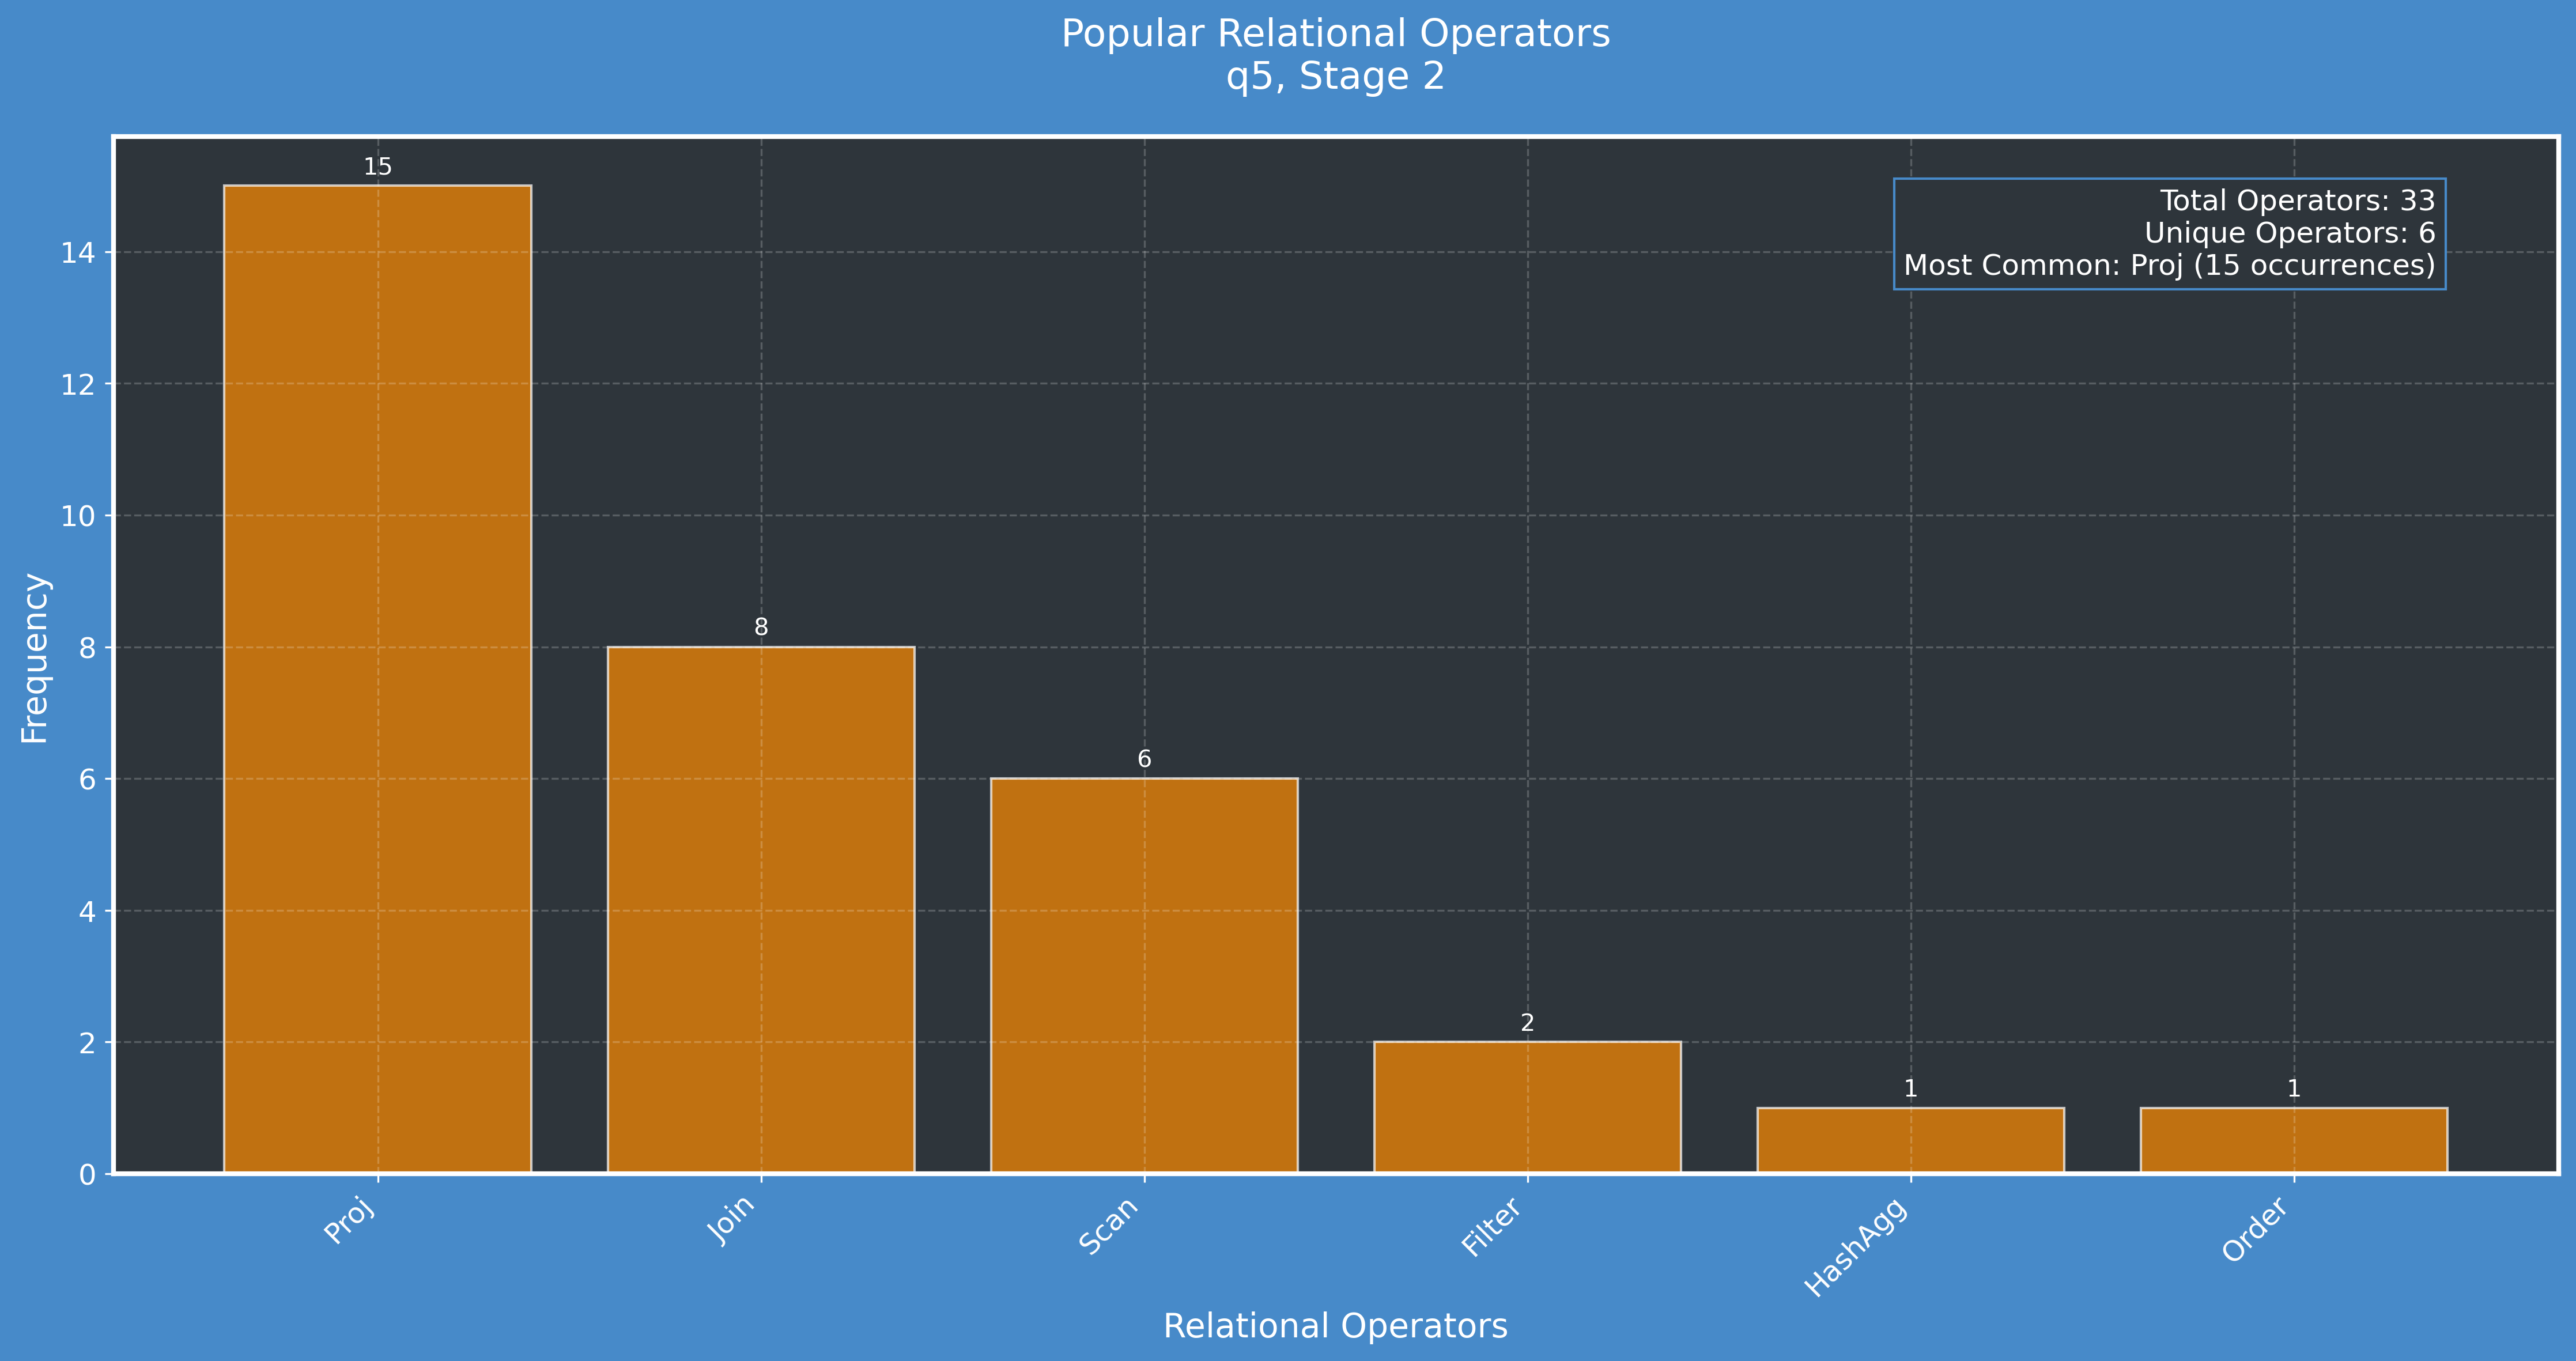 Popular Relational Operators
q5, Stage 2
15
Total Operators: 33
Unique Operators: 6
Most Common: Proj (15 occurrences)
14
12
10
8
8
6
6
4
2
2
1
1
0
Frequency
Proj
Join
Scan
Filter
HashAgg
Order
Relational Operators